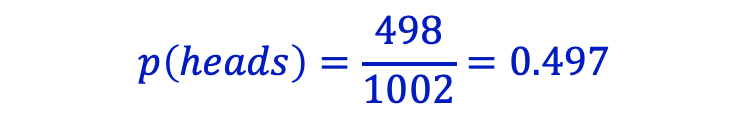 p(heads) = 498/1002 = 0.497